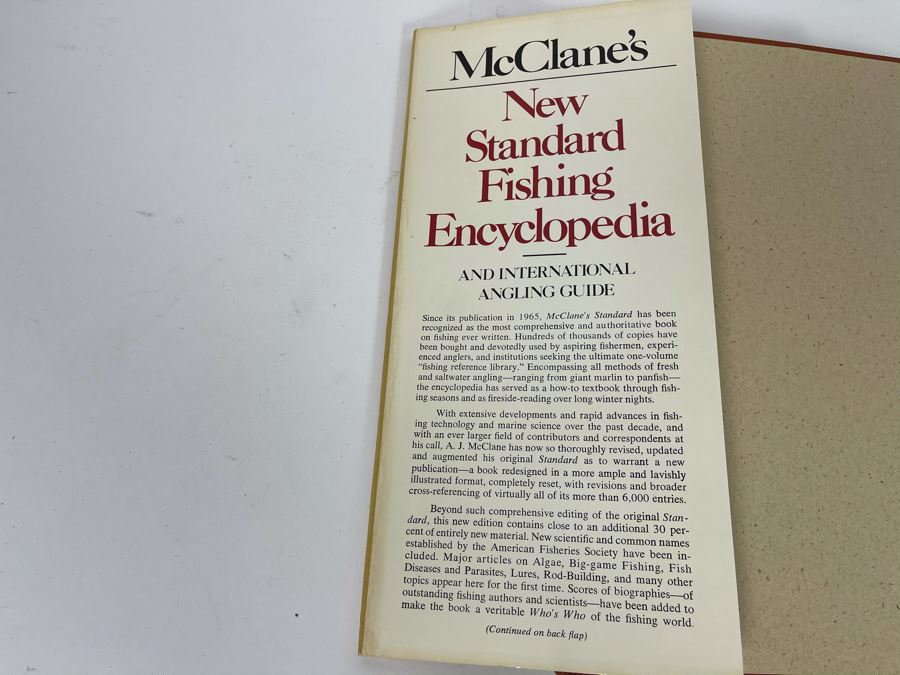 McClane's
New
Standard
Fishing
Encyclopedia
AND INTERNATIONAL
ANGLING GUIDE
Since its publication in 1965, McClane's Standard has been
recognized as the most comprehensive and authoritative book
on fishing ever written. Hundreds of thousands of copies have
been bought and devotedly used by aspiring fishermen, experi-
enced anglers, and institutions seeking the ultimate one-volume
"fishing reference library." Encompassing all methods of fresh
and saltwater angling—ranging from giant marlin to panfish—
the encyclopedia has served as a how-to textbook through fish-
ing seasons and as fireside-reading over long winter nights.
With extensive developments and rapid advances in fish-
ing technology and marine science over the past decade, and
with an ever larger field of contributors and correspondents at
his call, A. J. McClane has now so thoroughly revised, updated
and augmented his original Standard as to warrant a new
publication—a book redesigned in a more ample and lavishly
illustrated format, completely reset, with revisions and broader
cross-referencing of virtually all of its more than 6,000 entries.
Beyond such comprehensive editing of the original Stan-
dard, this new edition contains close to an additional 30 per-
cent of entirely new material. New scientific and common names
established by the American Fisheries Society have been in-
cluded. Major articles on Algae, Big-game Fishing, Fish
Diseases and Parasites, Lures, Rod-Building, and many other
topics appear here for the first time. Scores of biographies—of
outstanding fishing authors and scientists—have been added to
make the book a veritable Who's Who of the fishing world.
(Continued on back flap)